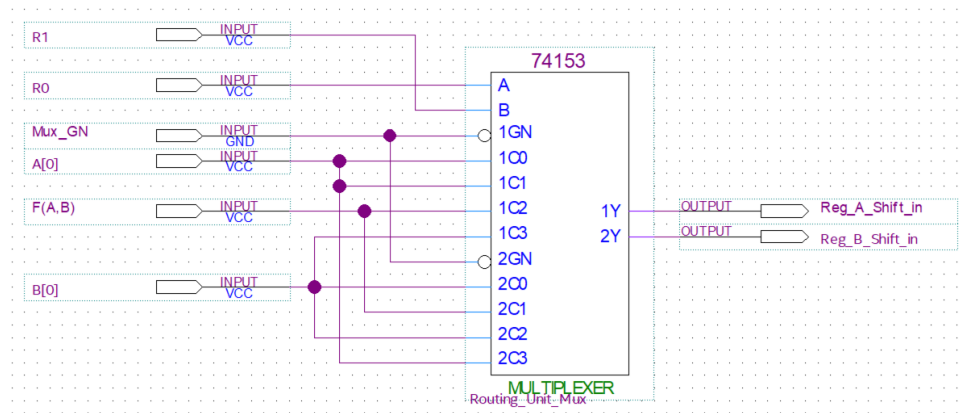 R1 INPUT VCC
74153
R0 INPUT VCC
A
B
Mux_GN INPUT GND
1GN
A[0] INPUT VCC
1C0
1C1
F(A,B) INPUT VCC
1C2
1Y OUTPUT Reg_A_Shift_in
1C3
2Y OUTPUT Reg_B_Shift_in
2GN
B[0] INPUT VCC
2C0
2C1
2C2
2C3
MULTIPLEXER
Routing_Unit_Mux